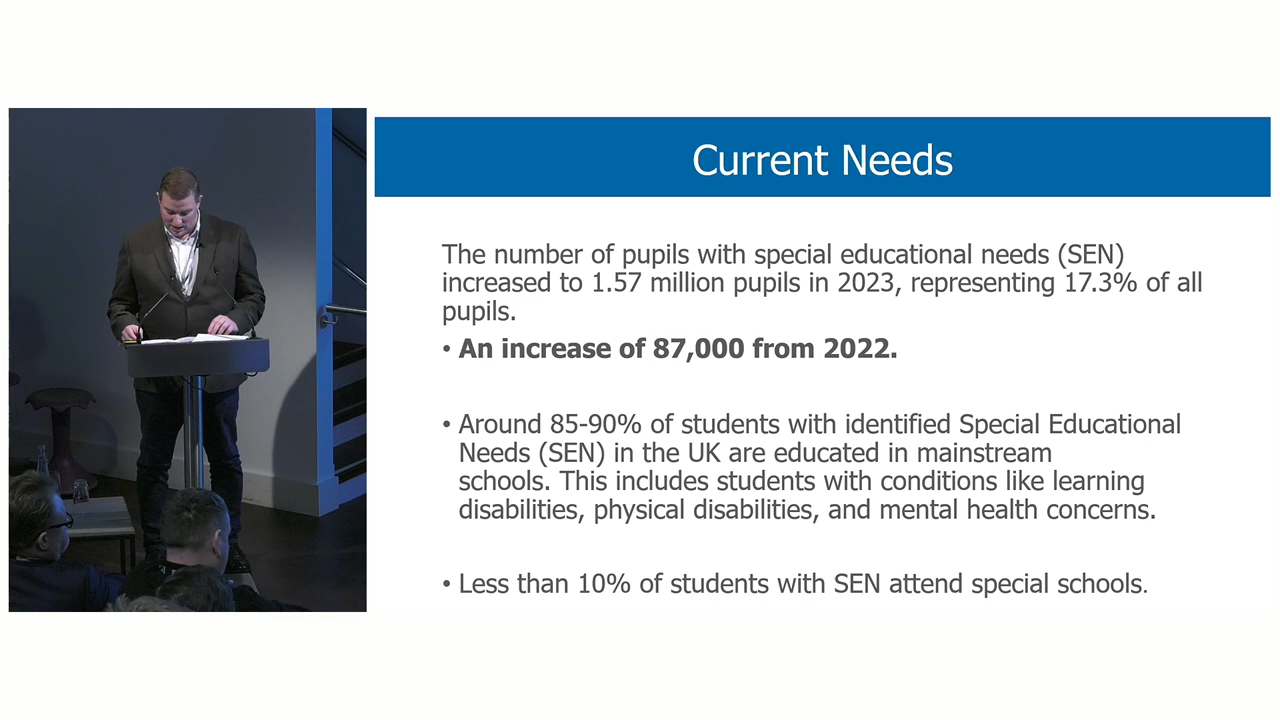 Current Needs
The number of pupils with special educational needs (SEN)
increased to 1.57 million pupils in 2023, representing 17.3% of all
pupils.
• An increase of 87,000 from 2022.
• Around 85-90% of students with identified Special Educational
Needs (SEN) in the UK are educated in mainstream
schools. This includes students with conditions like learning
disabilities, physical disabilities, and mental health concerns.
• Less than 10% of students with SEN attend special schools.